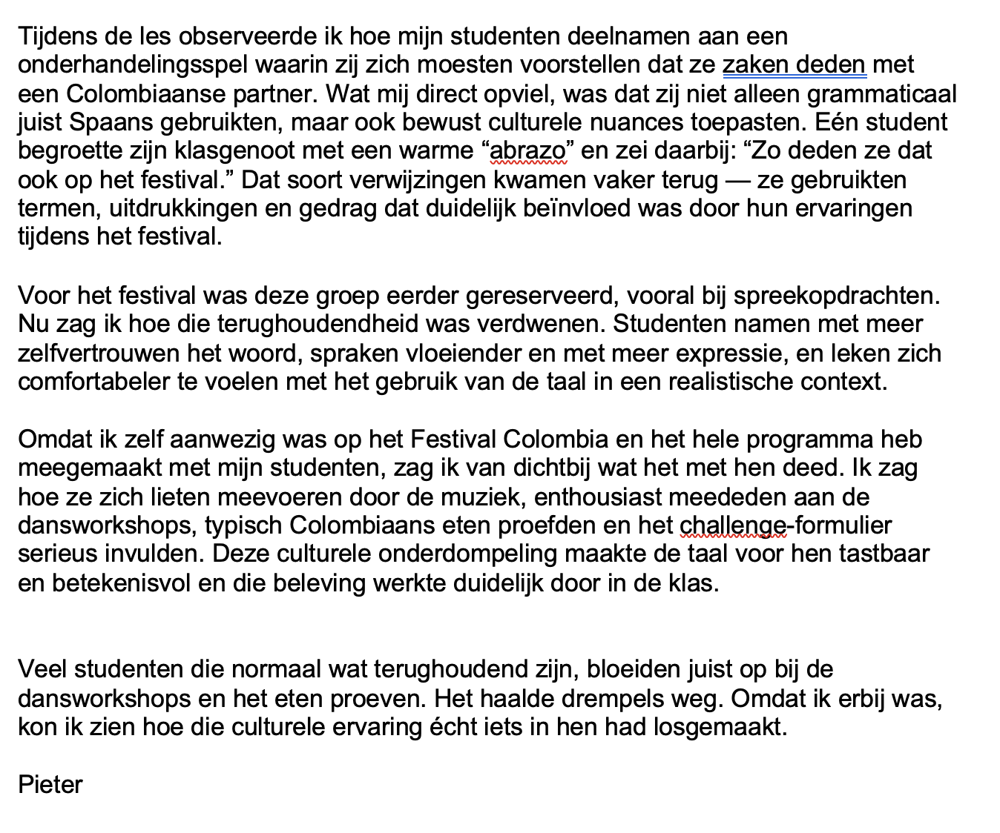 Tijdens de les observeerde ik hoe mijn studenten deelnamen aan een
onderhandelingsspel waarin zij zich moesten voorstellen dat ze zaken deden met
een Colombiaanse partner. Wat mij direct opviel, was dat zij niet alleen grammaticaal
juist Spaans gebruikten, maar ook bewust culturele nuances toepasten. Eén student
begroette zijn klasgenoot met een warme “abrazo” en zei daarbij: “Zo deden ze dat
ook op het festival.” Dat soort verwijzingen kwamen vaker terug — ze gebruikten
termen, uitdrukkingen en gedrag dat duidelijk beïnvloed was door hun ervaringen
tijdens het festival.
Voor het festival was deze groep eerder gereserveerd, vooral bij spreekopdrachten.
Nu zag ik hoe die terughoudendheid was verdwenen. Studenten namen met meer
zelfvertrouwen het woord, spraken vloeiender en met meer expressie, en leken zich
comfortabeler te voelen met het gebruik van de taal in een realistische context.
Omdat ik zelf aanwezig was op het Festival Colombia en het hele programma heb
meegemaakt met mijn studenten, zag ik van dichtbij wat het met hen deed. Ik zag
hoe ze zich lieten meevoeren door de muziek, enthousiast meededen aan de
dansworkshops, typisch Colombiaans eten proefden en het challenge-formulier
serieus invulden. Deze culturele onderdompeling maakte de taal voor hen tastbaar
en betekenisvol en die beleving werkte duidelijk door in de klas.
Veel studenten die normaal wat terughoudend zijn, bloeiden juist op bij de
dansworkshops en het eten proeven. Het haalde drempels weg. Omdat ik erbij was,
kon ik zien hoe die culturele ervaring écht iets in hen had losgemaakt.
Pieter